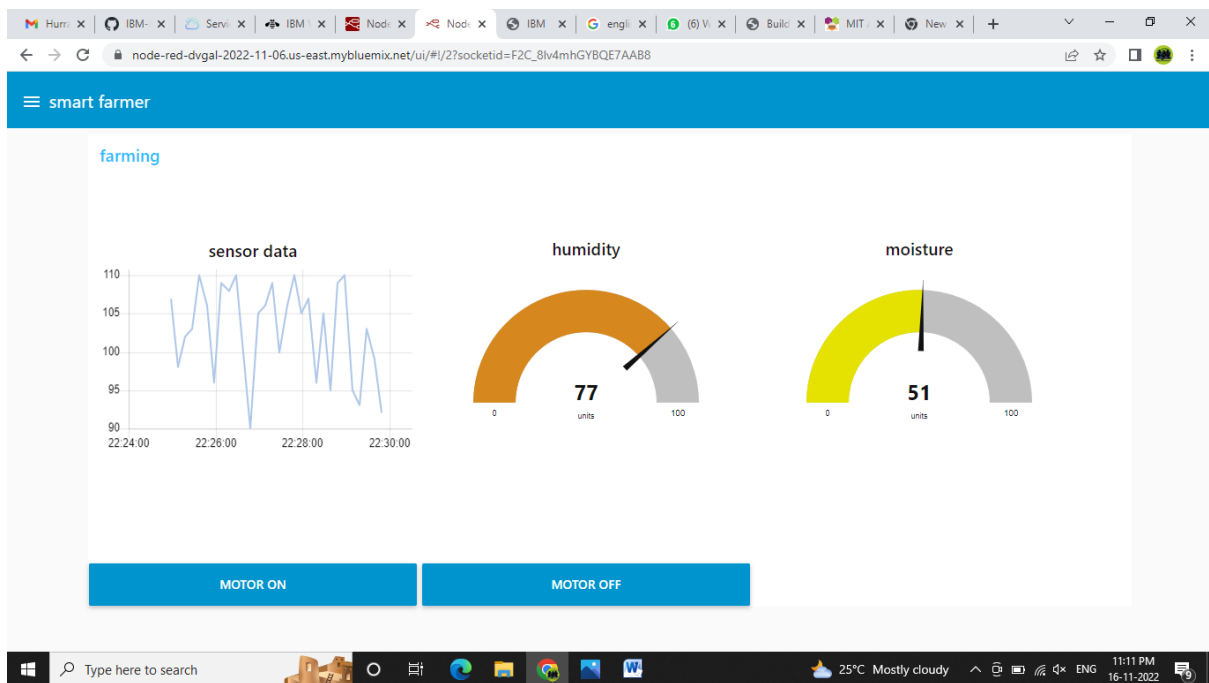 Hurra IBM- Servi IBM Node Node IBM engli (6) W Build MIT New
node-red-dvgal-2022-11-06.us-east.mybluemix.net/ui/#!/2?socketid=F2C_8lv4mhGYBQE7AAB8
smart farmer
farming
sensor data
110
105
100
95
90
22:24:00 22:26:00 22:28:00 22:30:00
humidity
77
units
0 100
moisture
51
units
0 100
MOTOR ON MOTOR OFF
Type here to search
25°C Mostly cloudy ENG 11:11 PM
16-11-2022
9